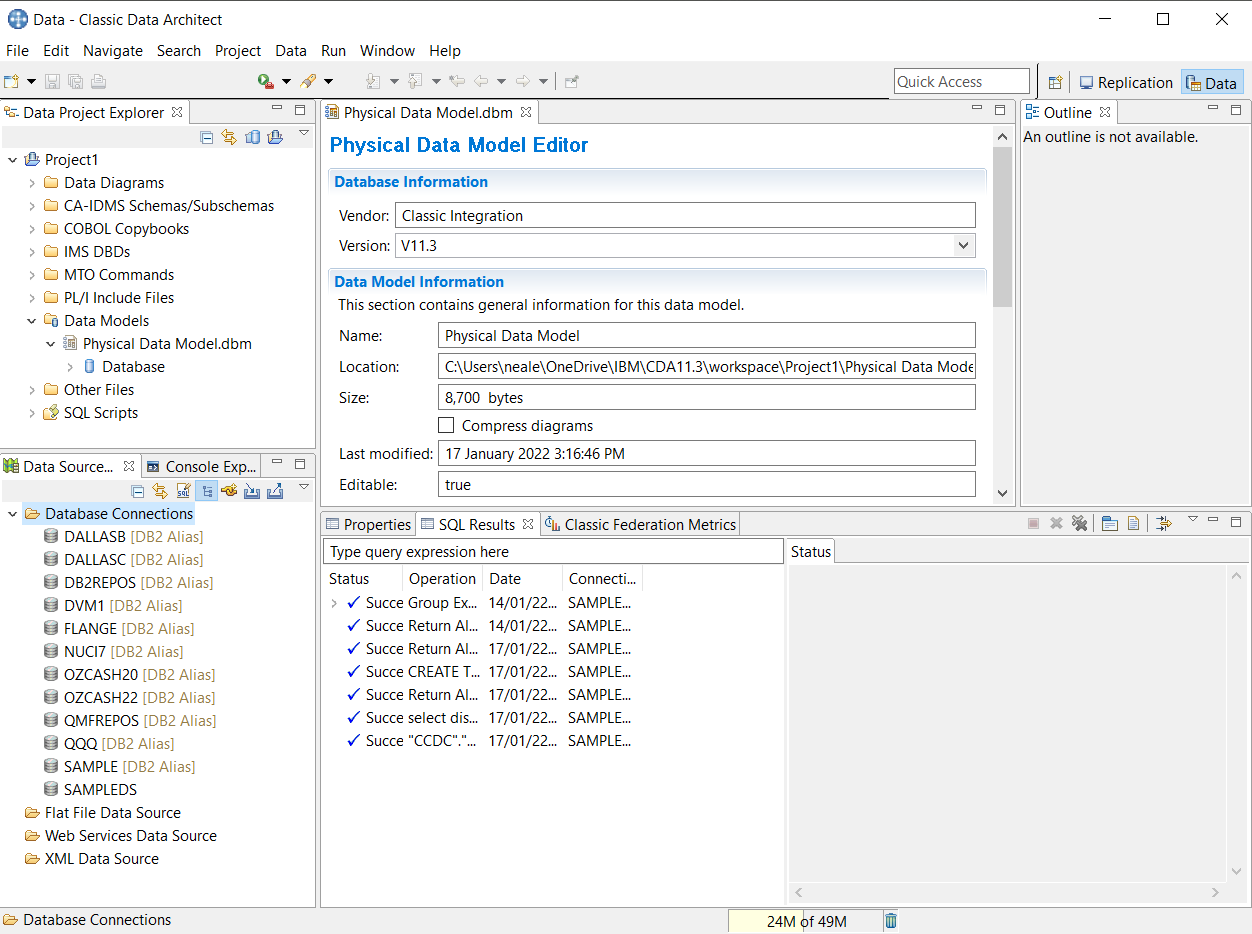 Data - Classic Data Architect
File Edit Navigate Search Project Data Run Window Help
Quick Access
Replication
Data
Data Project Explorer
Project1
Data Diagrams
CA-IDMS Schemas/Subschemas
COBOL Copybooks
IMS DBDs
MTO Commands
PL/I Include Files
Data Models
Physical Data Model.dbm
Database
Other Files
SQL Scripts
Data Source...
Console Exp...
SQL
Database Connections
DALLASB [DB2 Alias]
DALLASC [DB2 Alias]
DB2REPOS [DB2 Alias]
DVM1 [DB2 Alias]
FLANGE [DB2 Alias]
NUCI7 [DB2 Alias]
OZCASH20 [DB2 Alias]
OZCASH22 [DB2 Alias]
QMFREPOS [DB2 Alias]
QQQ [DB2 Alias]
SAMPLE [DB2 Alias]
SAMPLEDS
Flat File Data Source
Web Services Data Source
XML Data Source
Physical Data Model.dbm
Physical Data Model Editor
Database Information
Vendor: Classic Integration
Version: V11.3
Data Model Information
This section contains general information for this data model.
Name: Physical Data Model
Location: C:\Users\neale\OneDrive\IBM\CDA11.3\workspace\Project1\Physical Data Mode
Size: 8,700 bytes
Compress diagrams
Last modified: 17 January 2022 3:16:46 PM
Editable: true
Outline
An outline is not available.
Properties
SQL Results
Classic Federation Metrics
Type query expression here
Status Operation Date Connecti...
Succe Group Ex... 14/01/22... SAMPLE...
Succe Return Al... 14/01/22... SAMPLE...
Succe Return Al... 17/01/22... SAMPLE...
Succe CREATE T... 17/01/22... SAMPLE...
Succe Return Al... 17/01/22... SAMPLE...
Succe select dis... 17/01/22... SAMPLE...
Succe "CCDC"."... 17/01/22... SAMPLE...
Status
Database Connections
24M of 49M